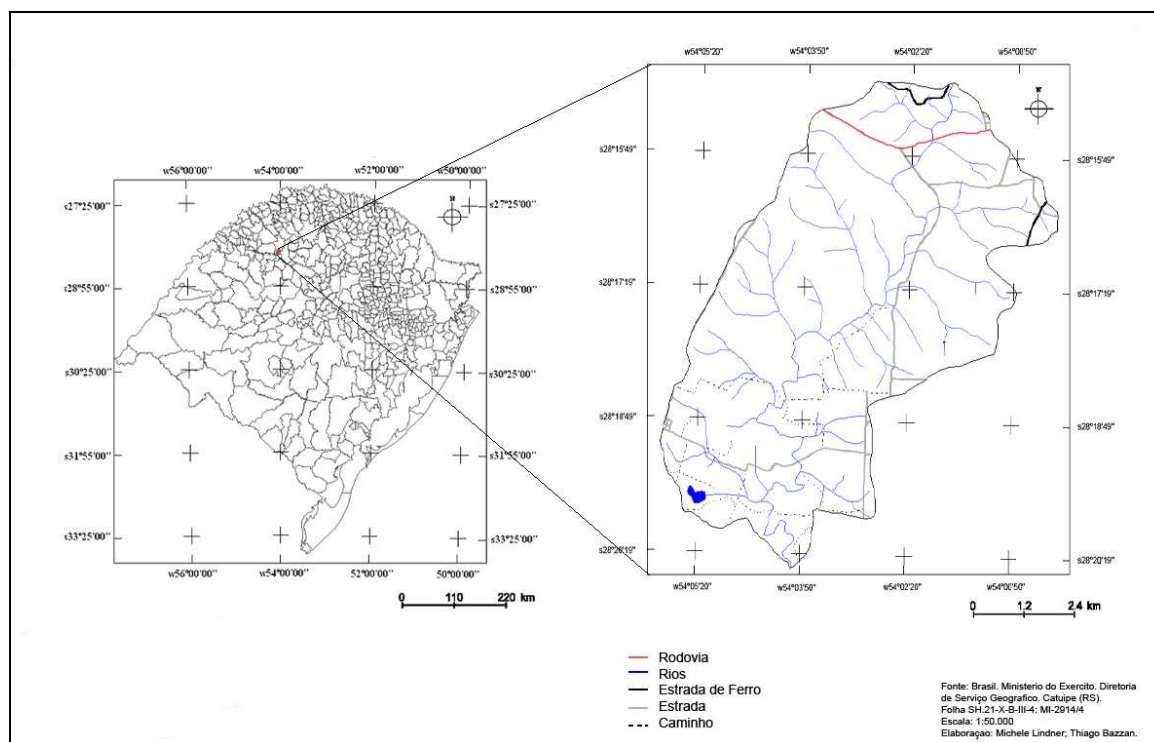 w54°05'20" w54°03'50" w54°02'20" w54°00'50"
N
s28°15'49" s28°15'49"
w56°00'00" w54°00'00" w52°00'00" w50°00'00"
s27°25'00" N s27°25'00"
s28°55'00" s28°55'00"
s28°17'19" s28°17'19"
s30°25'00" s30°25'00"
s28°18'49" s28°18'49"
s31°55'00" s31°55'00"
s33°25'00" s33°25'00"
s28°20'19"
w56°00'00" w54°00'00" w52°00'00" w50°00'00"
w54°05'20" w54°03'50" w54°02'20" w54°00'50"
0 110 220 km
0 1.2 2.4 km
Rodovia
Rios
Estrada de Ferro
Estrada
Caminho
Fonte: Brasil. Ministerio do Exercito. Diretoria
de Serviço Geografico. Catuipe (RS).
Folha SH.21-X-B-III-4: MI-2914/4
Escala: 1:50.000
Elaboraçao: Michele Lindner; Thiago Bazzan.